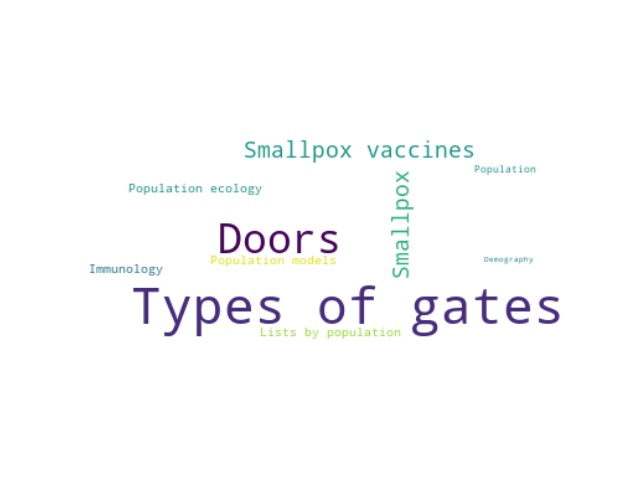 Smallpox vaccines
Population
Population ecology
Smallpox
Doors
Population models
Demography
Immunology
Types of gates
Lists by population